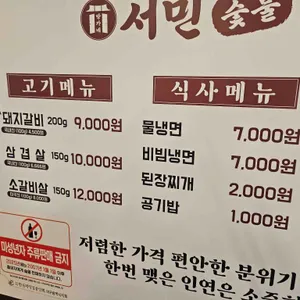 서민 숯불
고기메뉴
돼지갈비 200g 9,000원
삼겹살 150g 10,000원
소갈비살 150g 12,000원
식사메뉴
물냉면 7,000원
비빔냉면 7,000원
된장찌개 2,000원
공기밥 1,000원
미성년자 주류판매 금지
저렴한 가격 편안한 분위기
한번 맺은 인연은 소중